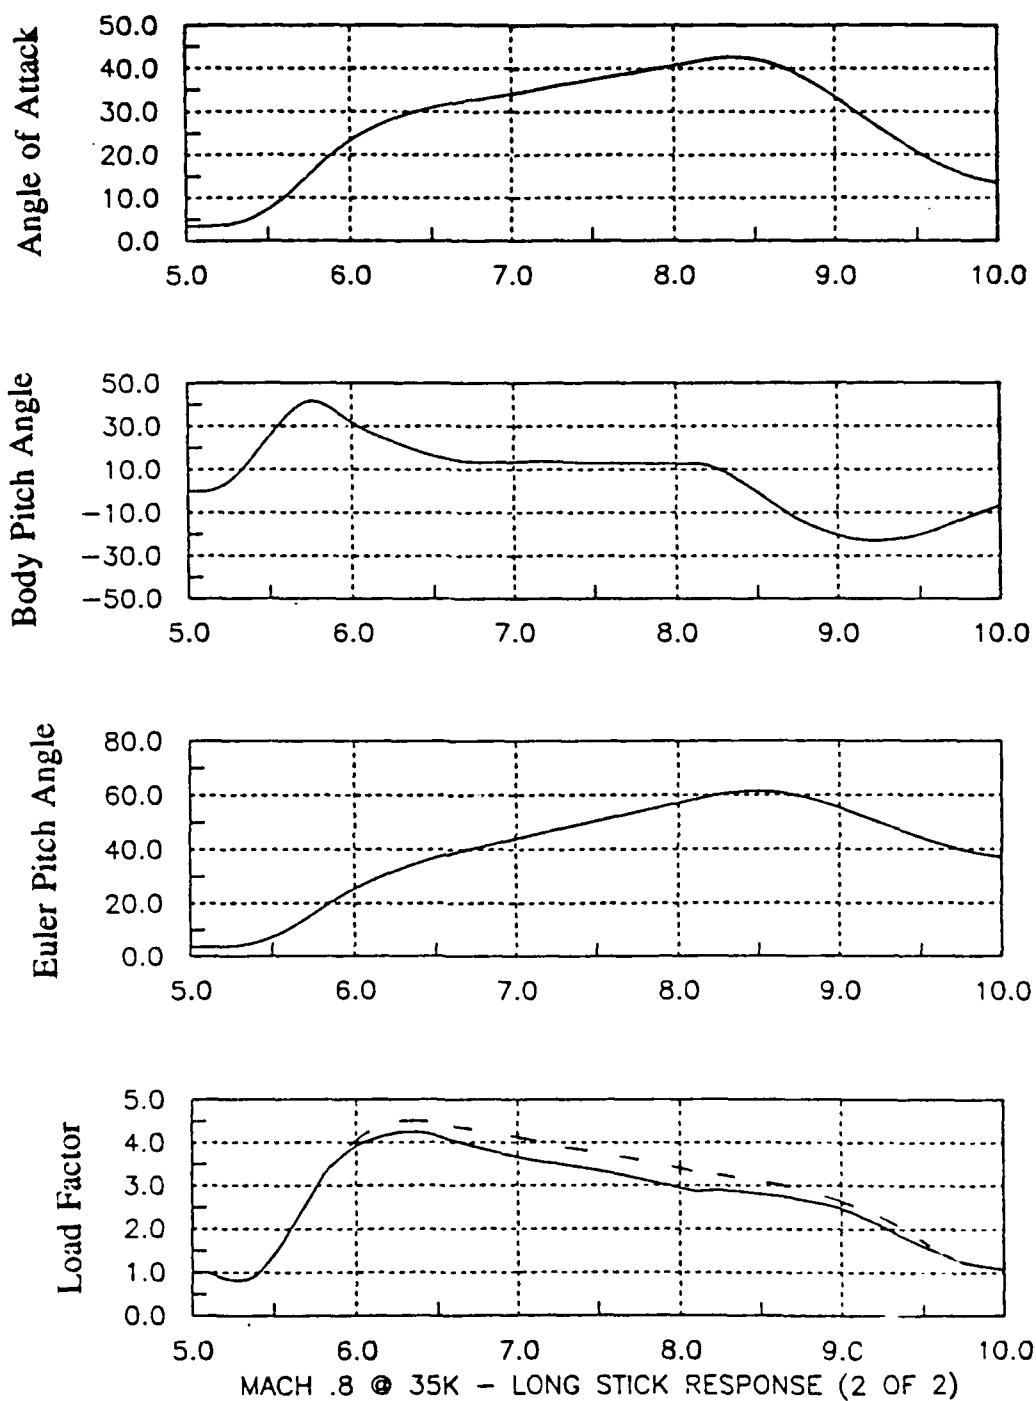 Angle of Attack
50.0
40.0
30.0
20.0
10.0
0.0
5.0 6.0 7.0 8.0 9.0 10.0
Body Pitch Angle
50.0
30.0
10.0
−10.0
−30.0
−50.0
5.0 6.0 7.0 8.0 9.0 10.0
Euler Pitch Angle
80.0
60.0
40.0
20.0
0.0
5.0 6.0 7.0 8.0 9.0 10.0
Load Factor
5.0
4.0
3.0
2.0
1.0
0.0
5.0 6.0 7.0 8.0 9.0 10.0
MACH .8 @ 35K − LONG STICK RESPONSE (2 OF 2)